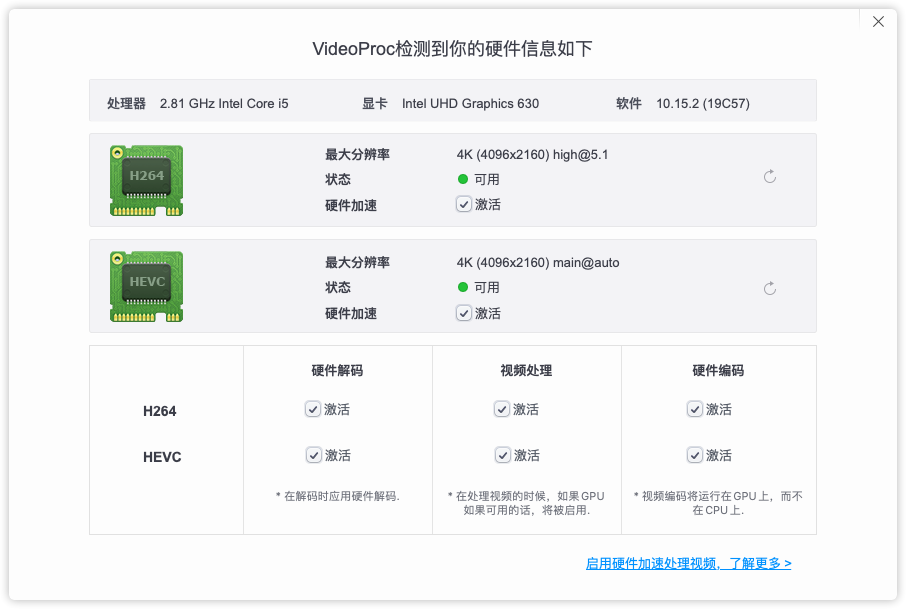 VideoProc检测到你的硬件信息如下
处理器 2.81 GHz Intel Core i5 显卡 Intel UHD Graphics 630 软件 10.15.2 (19C57)
H264
最大分辨率 4K (4096x2160) high@5.1
状态 可用
硬件加速 激活
HEVC
最大分辨率 4K (4096x2160) main@auto
状态 可用
硬件加速 激活
硬件解码 视频处理 硬件编码
H264 激活 激活 激活
HEVC 激活 激活 激活
* 在解码时应用硬件解码.
* 在处理视频的时候，如果GPU
如果可用的话，将被启用.
* 视频编码将运行在GPU上，而不
在CPU上.
启用硬件加速处理视频，了解更多 >